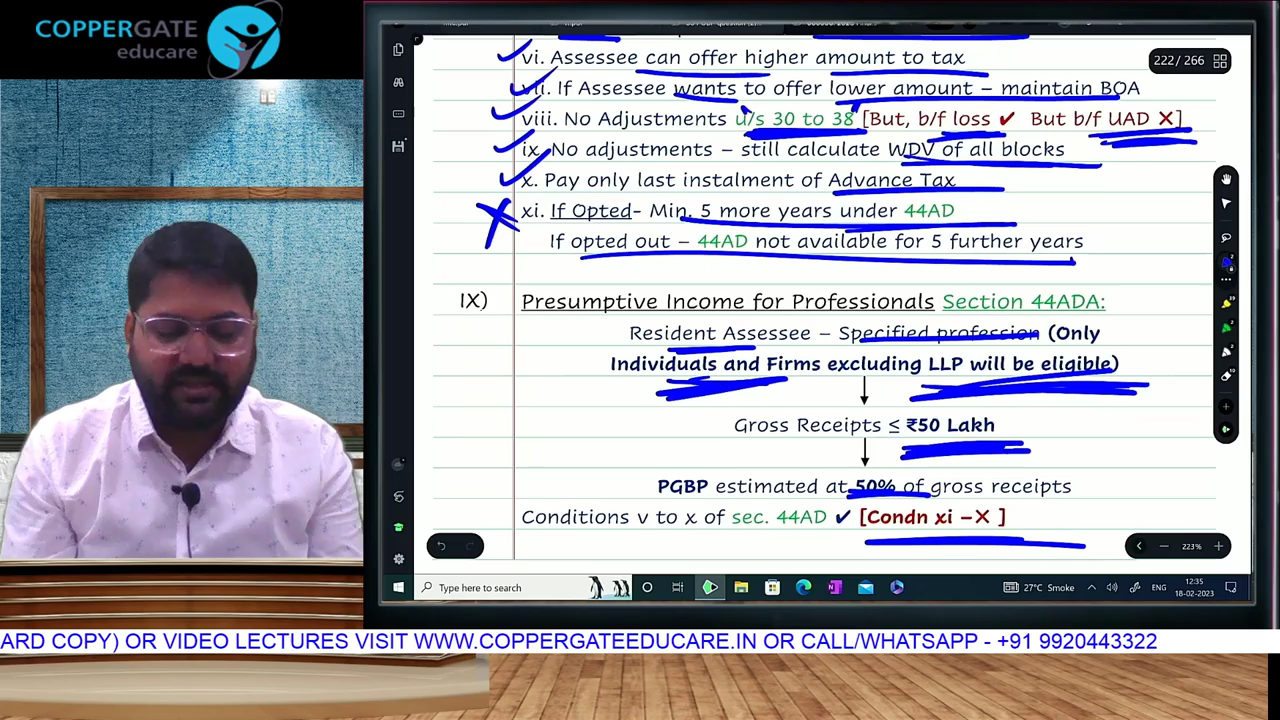 COPPERGATE
educare
222 / 266
vi. Assessee can offer higher amount to tax
vii. If Assessee wants to offer lower amount – maintain BOA
viii. No Adjustments u/s 30 to 38 [But, b/f loss ✔ But b/f UAD ✕]
ix. No adjustments – still calculate WDV of all blocks
x. Pay only last instalment of Advance Tax
xi. If Opted- Min. 5 more years under 44AD
If opted out – 44AD not available for 5 further years
IX) Presumptive Income for Professionals Section 44ADA:
Resident Assessee – Specified profession (Only
Individuals and Firms excluding LLP will be eligible)
Gross Receipts ≤ ₹50 Lakh
PGBP estimated at 50% of gross receipts
Conditions v to x of sec. 44AD ✔ [Condn xi –✕ ]
223%
Type here to search
27°C Smoke
ENG
12:35
18-02-2023
ARD COPY) OR VIDEO LECTURES VISIT WWW.COPPERGATEEDUCARE.IN OR CALL/WHATSAPP - +91 9920443322